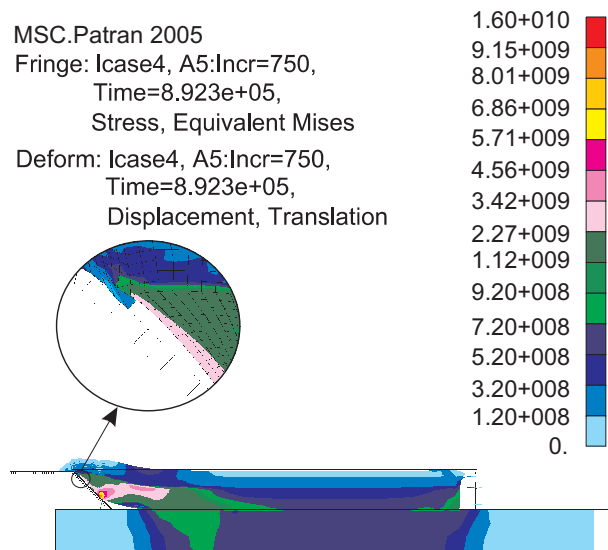 MSC.Patran 2005
Fringe: Icase4, A5:Incr=750,
Time=8.923e+05,
Stress, Equivalent Mises
Deform: Icase4, A5:Incr=750,
Time=8.923e+05,
Displacement, Translation
1.60+010
9.15+009
8.01+009
6.86+009
5.71+009
4.56+009
3.42+009
2.27+009
1.12+009
9.20+008
7.20+008
5.20+008
3.20+008
1.20+008
0.